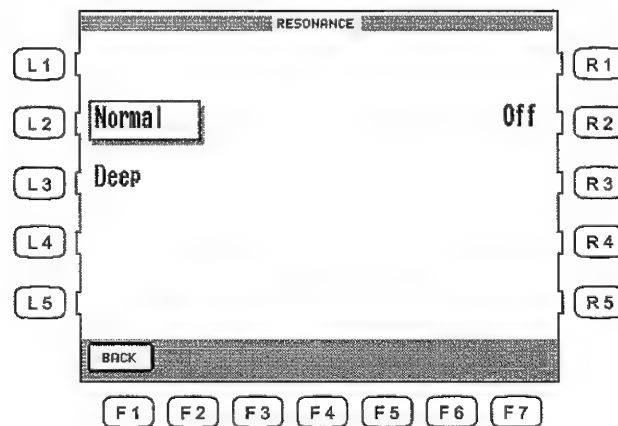 RESONANCE
L1 R1
L2 Normal Off R2
L3 Deep R3
L4 R4
L5 R5
BACK
F1 F2 F3 F4 F5 F6 F7